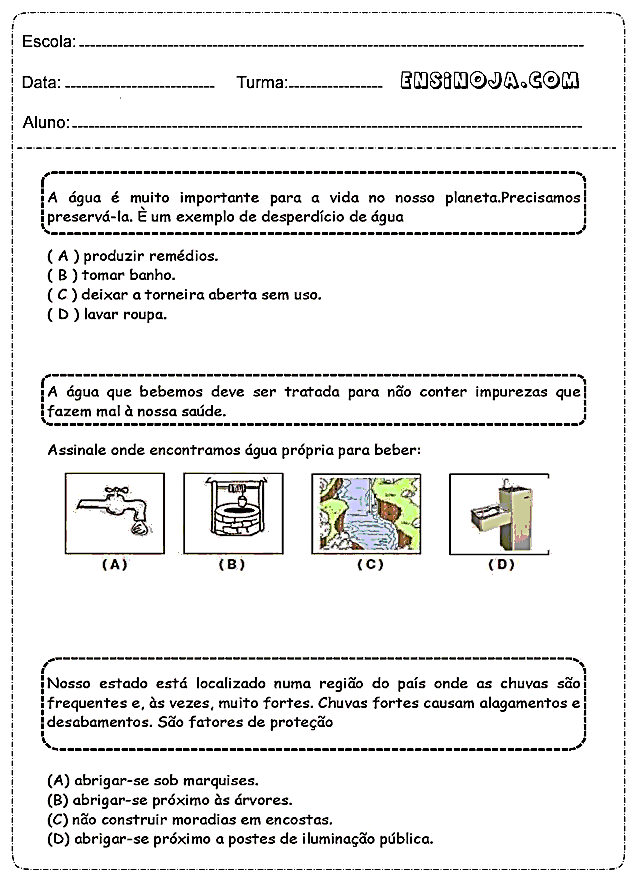 Escola:
Data: Turma: ENSINOJA.COM
Aluno:
A água é muito importante para a vida no nosso planeta.Precisamos
preservá-la. È um exemplo de desperdício de água
( A ) produzir remédios.
( B ) tomar banho.
( C ) deixar a torneira aberta sem uso.
( D ) lavar roupa.
A água que bebemos deve ser tratada para não conter impurezas que
fazem mal à nossa saúde.
Assinale onde encontramos água própria para beber:
(A) (B) (C) (D)
Nosso estado está localizado numa região do país onde as chuvas são
frequentes e, às vezes, muito fortes. Chuvas fortes causam alagamentos e
desabamentos. São fatores de proteção
(A) abrigar-se sob marquises.
(B) abrigar-se próximo às árvores.
(C) não construir moradias em encostas.
(D) abrigar-se próximo a postes de iluminação pública.